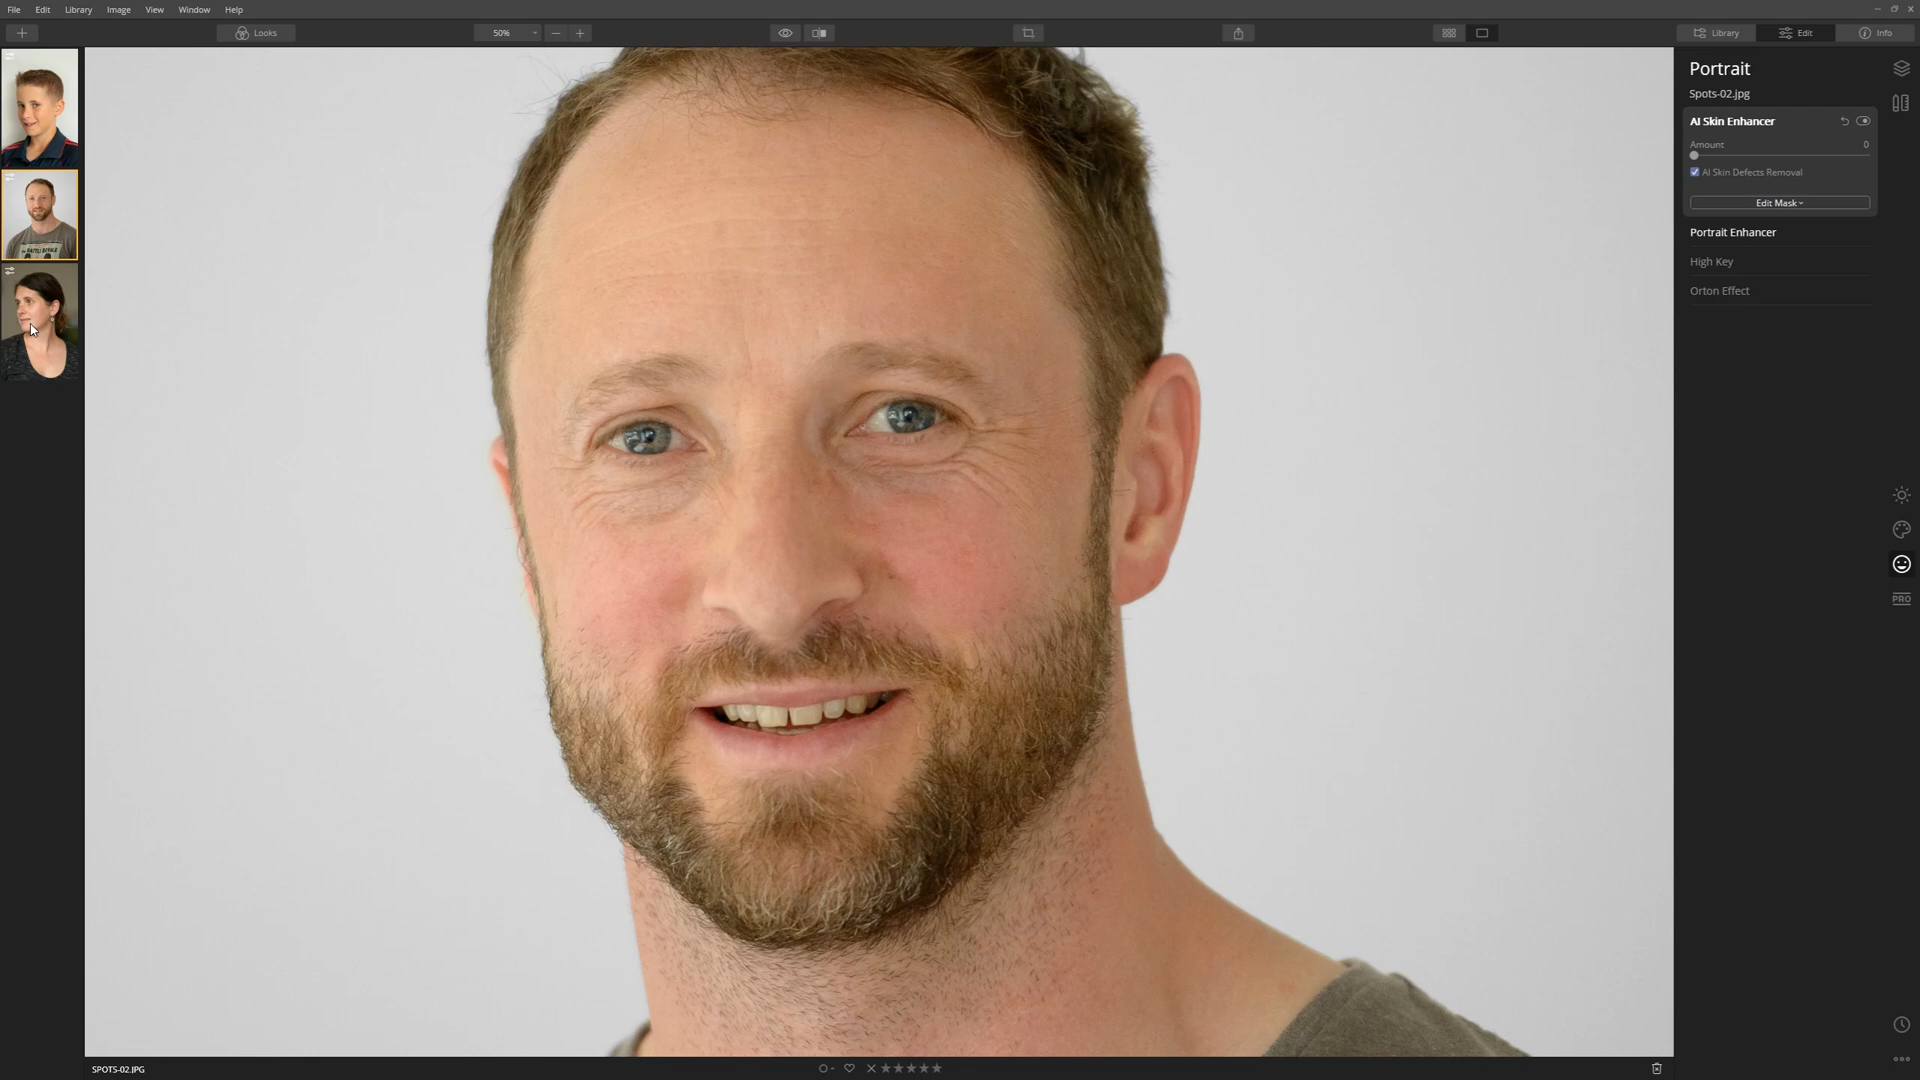 File Edit Library Image View Window Help
Looks 50% Library Edit Info
Portrait
Spots-02.jpg
AI Skin Enhancer
Amount 0
AI Skin Defects Removal
Edit Mask
Portrait Enhancer
High Key
Orton Effect
PRO
SPOTS-02.JPG